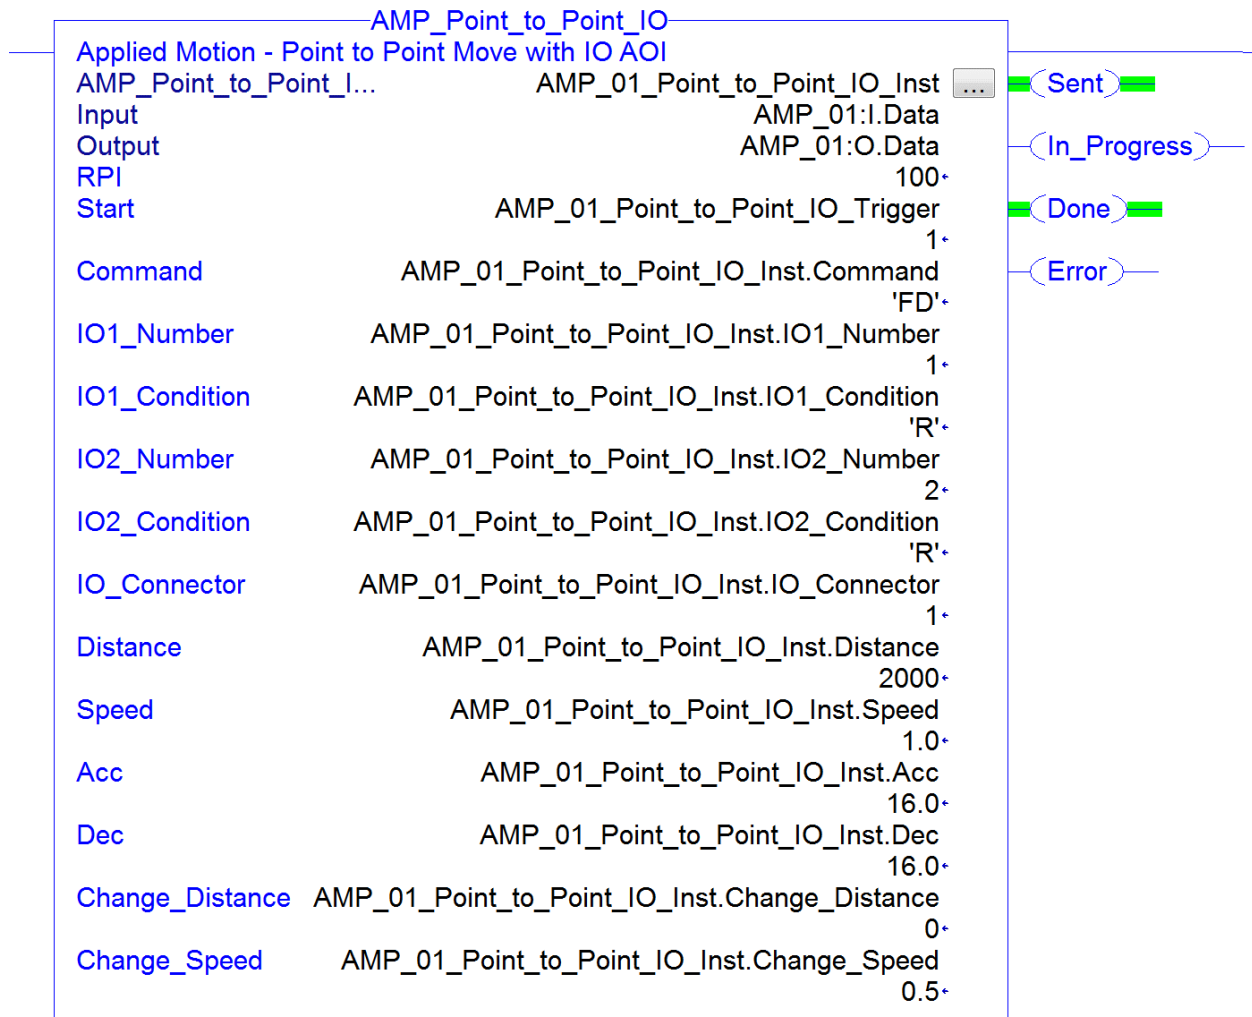 AMP_Point_to_Point_IO
Applied Motion - Point to Point Move with IO AOI
AMP_Point_to_Point_I... AMP_01_Point_to_Point_IO_Inst ... Sent
Input AMP_01:I.Data
Output AMP_01:O.Data In_Progress
RPI 100
Start AMP_01_Point_to_Point_IO_Trigger Done
1
Command AMP_01_Point_to_Point_IO_Inst.Command Error
'FD'
IO1_Number AMP_01_Point_to_Point_IO_Inst.IO1_Number
1
IO1_Condition AMP_01_Point_to_Point_IO_Inst.IO1_Condition
'R'
IO2_Number AMP_01_Point_to_Point_IO_Inst.IO2_Number
2
IO2_Condition AMP_01_Point_to_Point_IO_Inst.IO2_Condition
'R'
IO_Connector AMP_01_Point_to_Point_IO_Inst.IO_Connector
1
Distance AMP_01_Point_to_Point_IO_Inst.Distance
2000
Speed AMP_01_Point_to_Point_IO_Inst.Speed
1.0
Acc AMP_01_Point_to_Point_IO_Inst.Acc
16.0
Dec AMP_01_Point_to_Point_IO_Inst.Dec
16.0
Change_Distance AMP_01_Point_to_Point_IO_Inst.Change_Distance
0
Change_Speed AMP_01_Point_to_Point_IO_Inst.Change_Speed
0.5